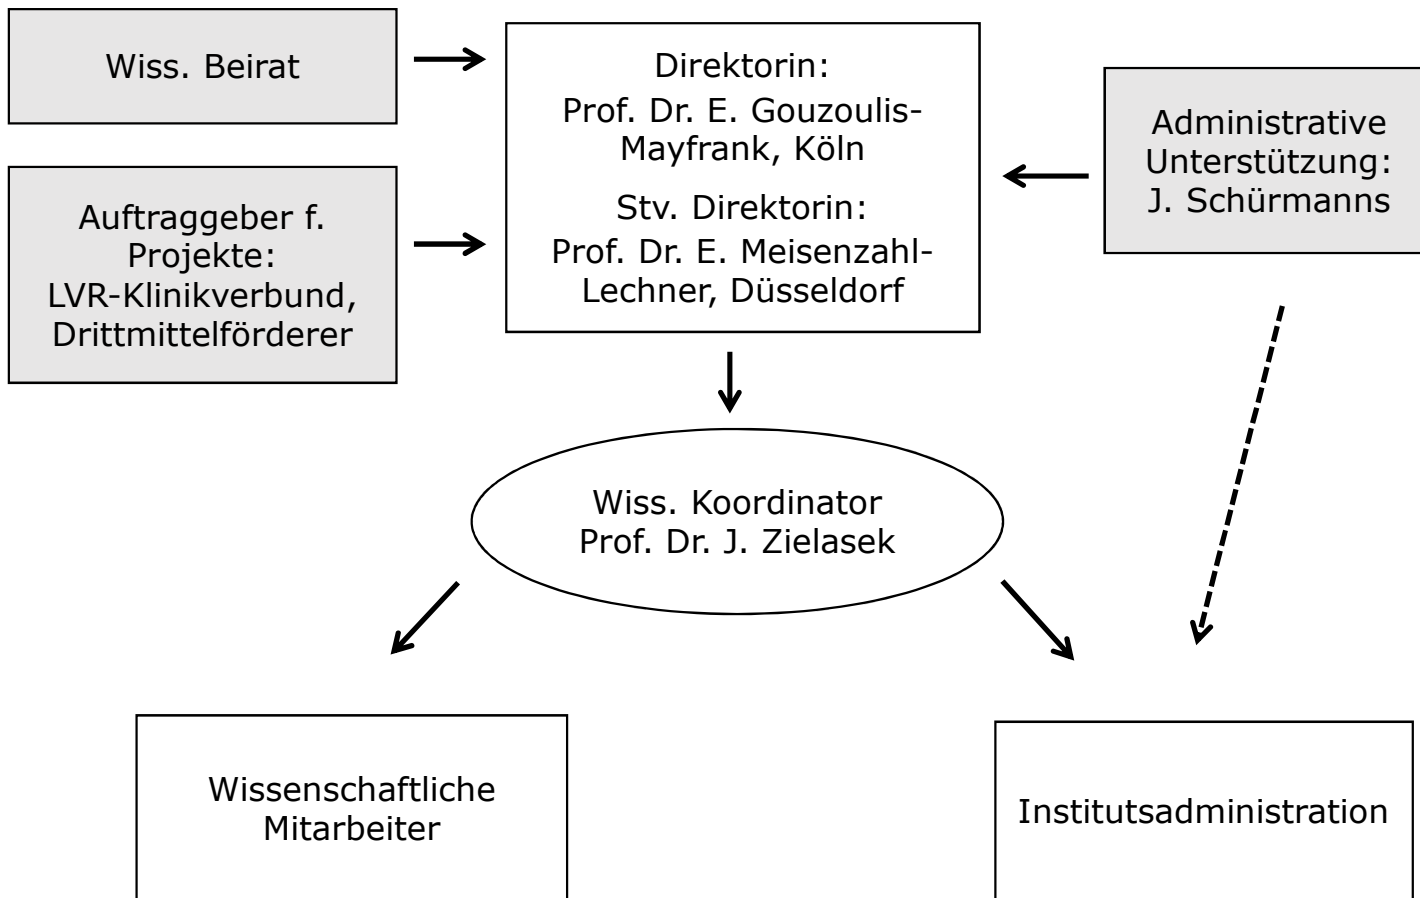 Wiss. Beirat
Auftraggeber f.
Projekte:
LVR-Klinikverbund,
Drittmittelförderer
Direktorin:
Prof. Dr. E. Gouzoulis-
Mayfrank, Köln
Stv. Direktorin:
Prof. Dr. E. Meisenzahl-
Lechner, Düsseldorf
Administrative
Unterstützung:
J. Schürmanns
Wiss. Koordinator
Prof. Dr. J. Zielasek
Wissenschaftliche
Mitarbeiter
Institutsadministration